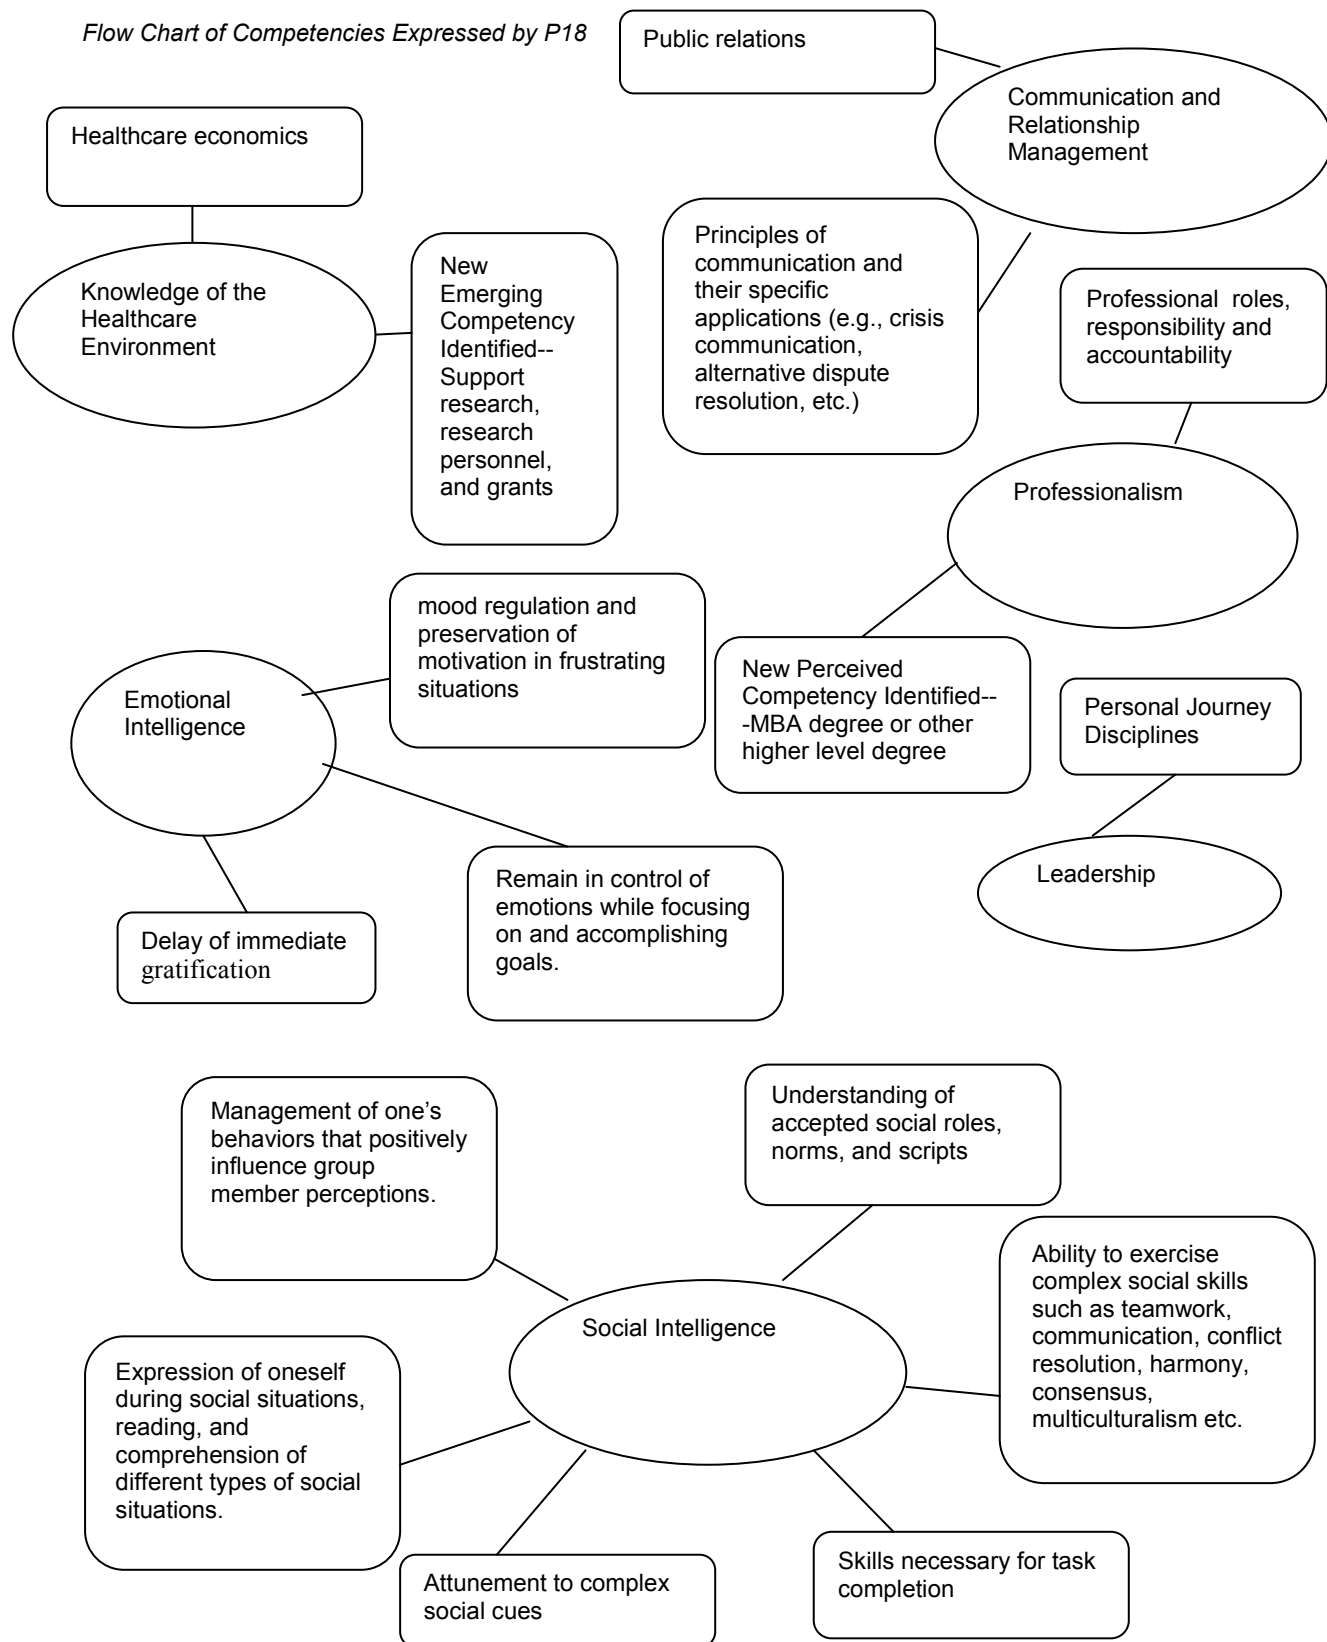 Flow Chart of Competencies Expressed by P18
Public relations
Communication and
Relationship
Management
Healthcare economics
Principles of
communication and
their specific
applications (e.g., crisis
communication,
alternative dispute
resolution, etc.)
New
Emerging
Competency
Identified--
Support
research,
research
personnel,
and grants
Knowledge of the
Healthcare
Environment
Professional  roles,
responsibility and
accountability
Professionalism
mood regulation and
preservation of
motivation in frustrating
situations
New Perceived
Competency Identified--
-MBA degree or other
higher level degree
Emotional
Intelligence
Personal Journey
Disciplines
Leadership
Remain in control of
emotions while focusing
on and accomplishing
goals.
Delay of immediate
gratification
Management of one’s
behaviors that positively
influence group
member perceptions.
Understanding of
accepted social roles,
norms, and scripts
Ability to exercise
complex social skills
such as teamwork,
communication, conflict
resolution, harmony,
consensus,
multiculturalism etc.
Social Intelligence
Expression of oneself
during social situations,
reading, and
comprehension of
different types of social
situations.
Skills necessary for task
completion
Attunement to complex
social cues